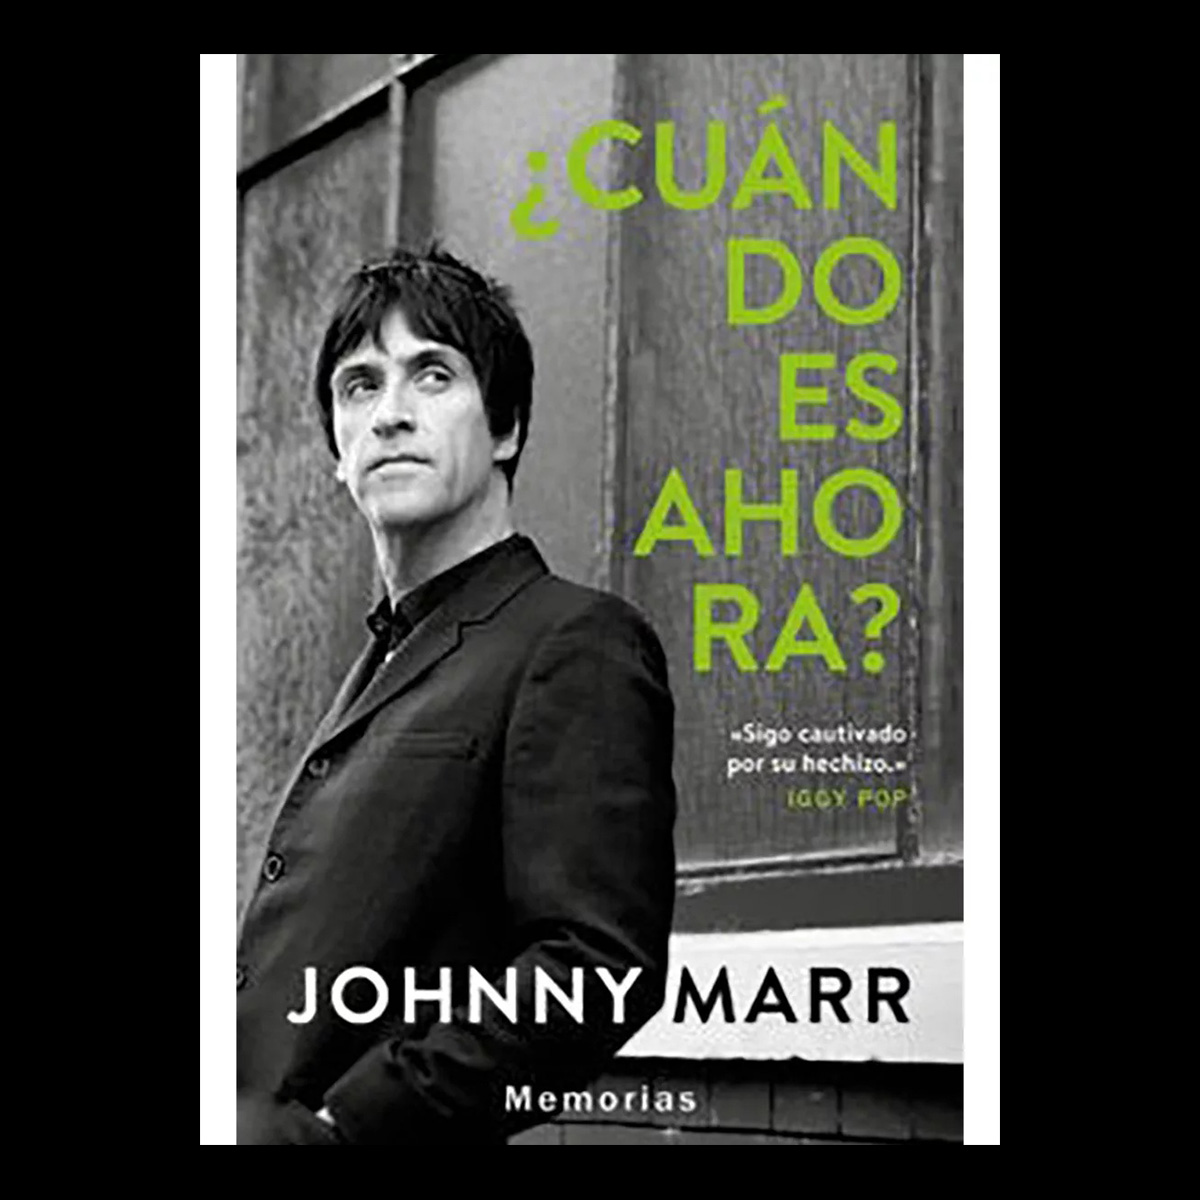 ¿CUÁN
DO
ES
AHO
RA?
«Sigo cautivado
por su hechizo.»
IGGY POP
JOHNNY MARR
Memorias